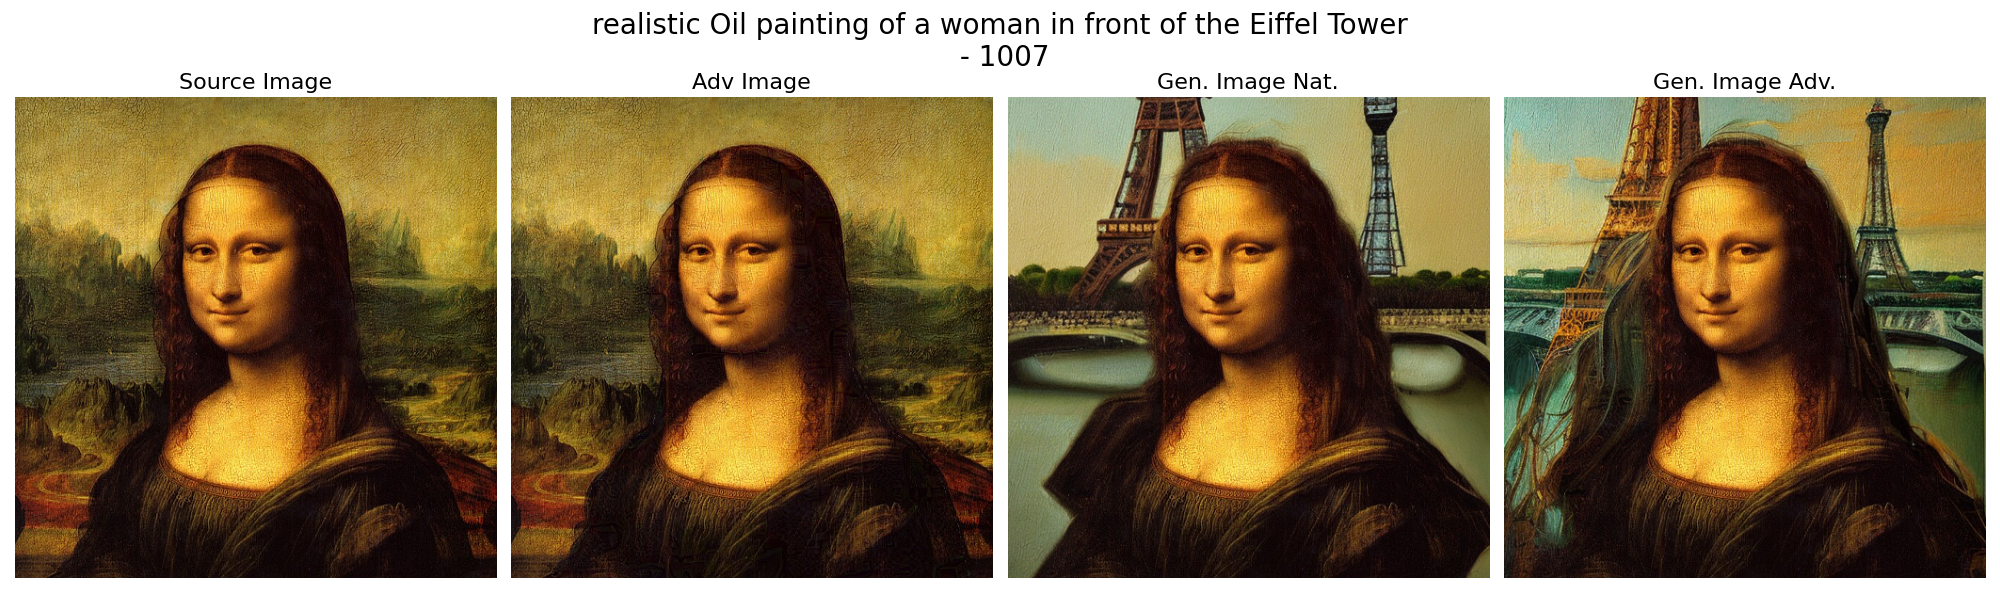 realistic Oil painting of a woman in front of the Eiffel Tower
- 1007
Source Image
Adv Image
Gen. Image Nat.
Gen. Image Adv.